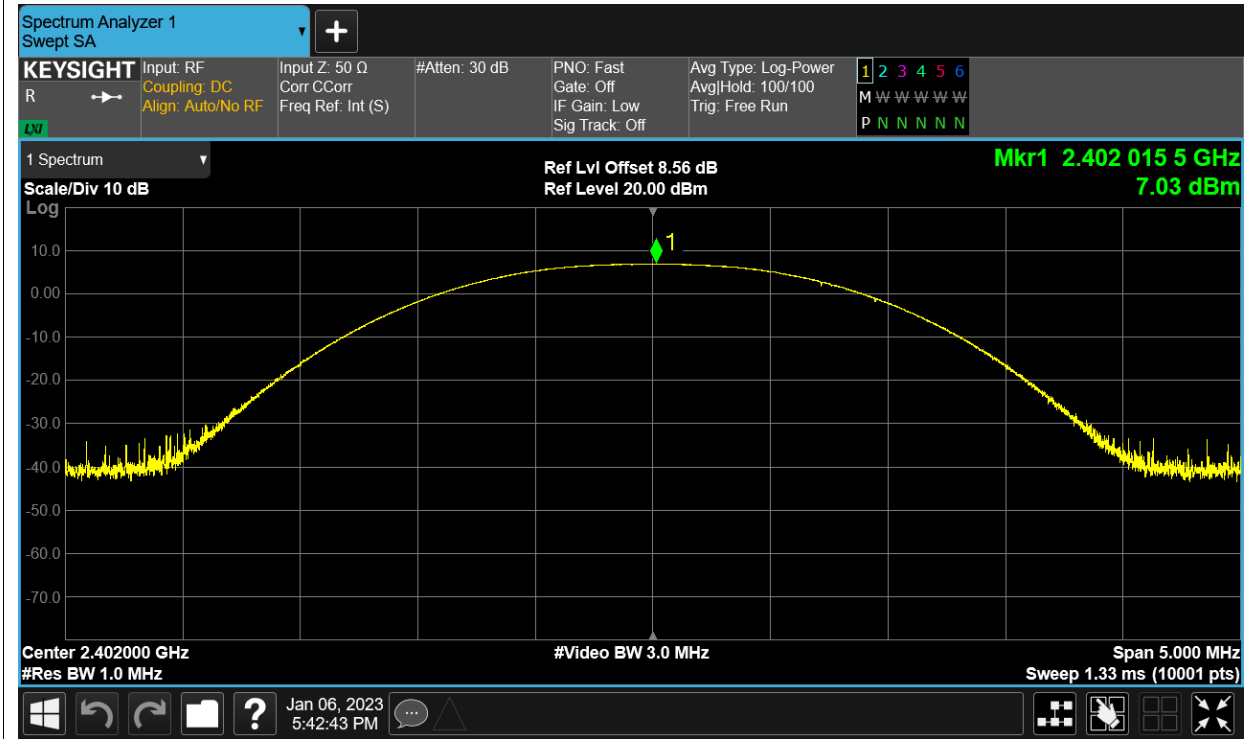 Spectrum Analyzer 1
Swept SA
KEYSIGHT
R
LXI
Input: RF
Coupling: DC
Align: Auto/No RF
Input Z: 50 Ω
Corr CCorr
Freq Ref: Int (S)
#Atten: 30 dB
PNO: Fast
Gate: Off
IF Gain: Low
Sig Track: Off
Avg Type: Log-Power
Avg|Hold: 100/100
Trig: Free Run
1 2 3 4 5 6
M W W W W W
P N N N N N
1 Spectrum
Scale/Div 10 dB
Log
Ref Lvl Offset 8.56 dB
Ref Level 20.00 dBm
Mkr1 2.402 015 5 GHz
7.03 dBm
1
10.0
0.00
-10.0
-20.0
-30.0
-40.0
-50.0
-60.0
-70.0
Center 2.402000 GHz
#Res BW 1.0 MHz
#Video BW 3.0 MHz
Span 5.000 MHz
Sweep 1.33 ms (10001 pts)
?
Jan 06, 2023
5:42:43 PM